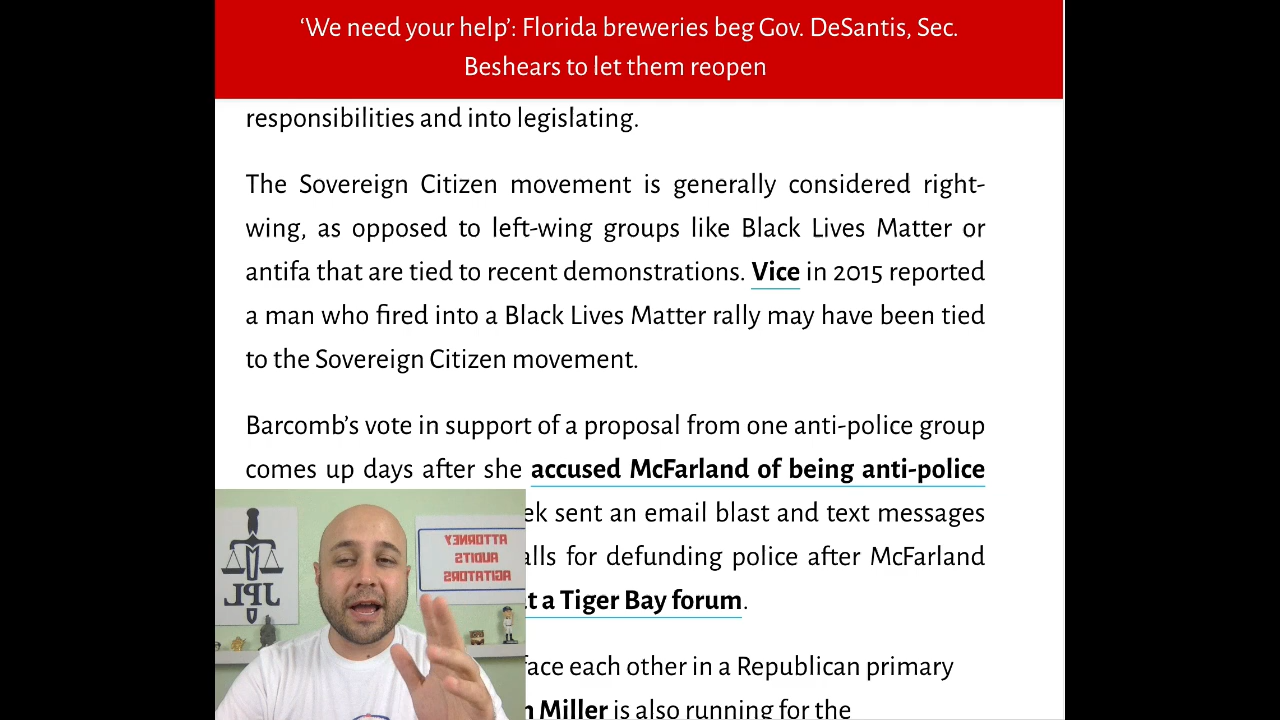 ‘We need your help’: Florida breweries beg Gov. DeSantis, Sec.
Beshears to let them reopen
responsibilities and into legislating.
The Sovereign Citizen movement is generally considered right-
wing, as opposed to left-wing groups like Black Lives Matter or
antifa that are tied to recent demonstrations. Vice in 2015 reported
a man who fired into a Black Lives Matter rally may have been tied
to the Sovereign Citizen movement.
Barcomb’s vote in support of a proposal from one anti-police group
comes up days after she accused McFarland of being anti-police
sent an email blast and text messages
for defunding police after McFarland
a Tiger Bay forum.
face each other in a Republican primary
Miller is also running for the
JPL
ATTORNEY
AUDITS
AGITATORS